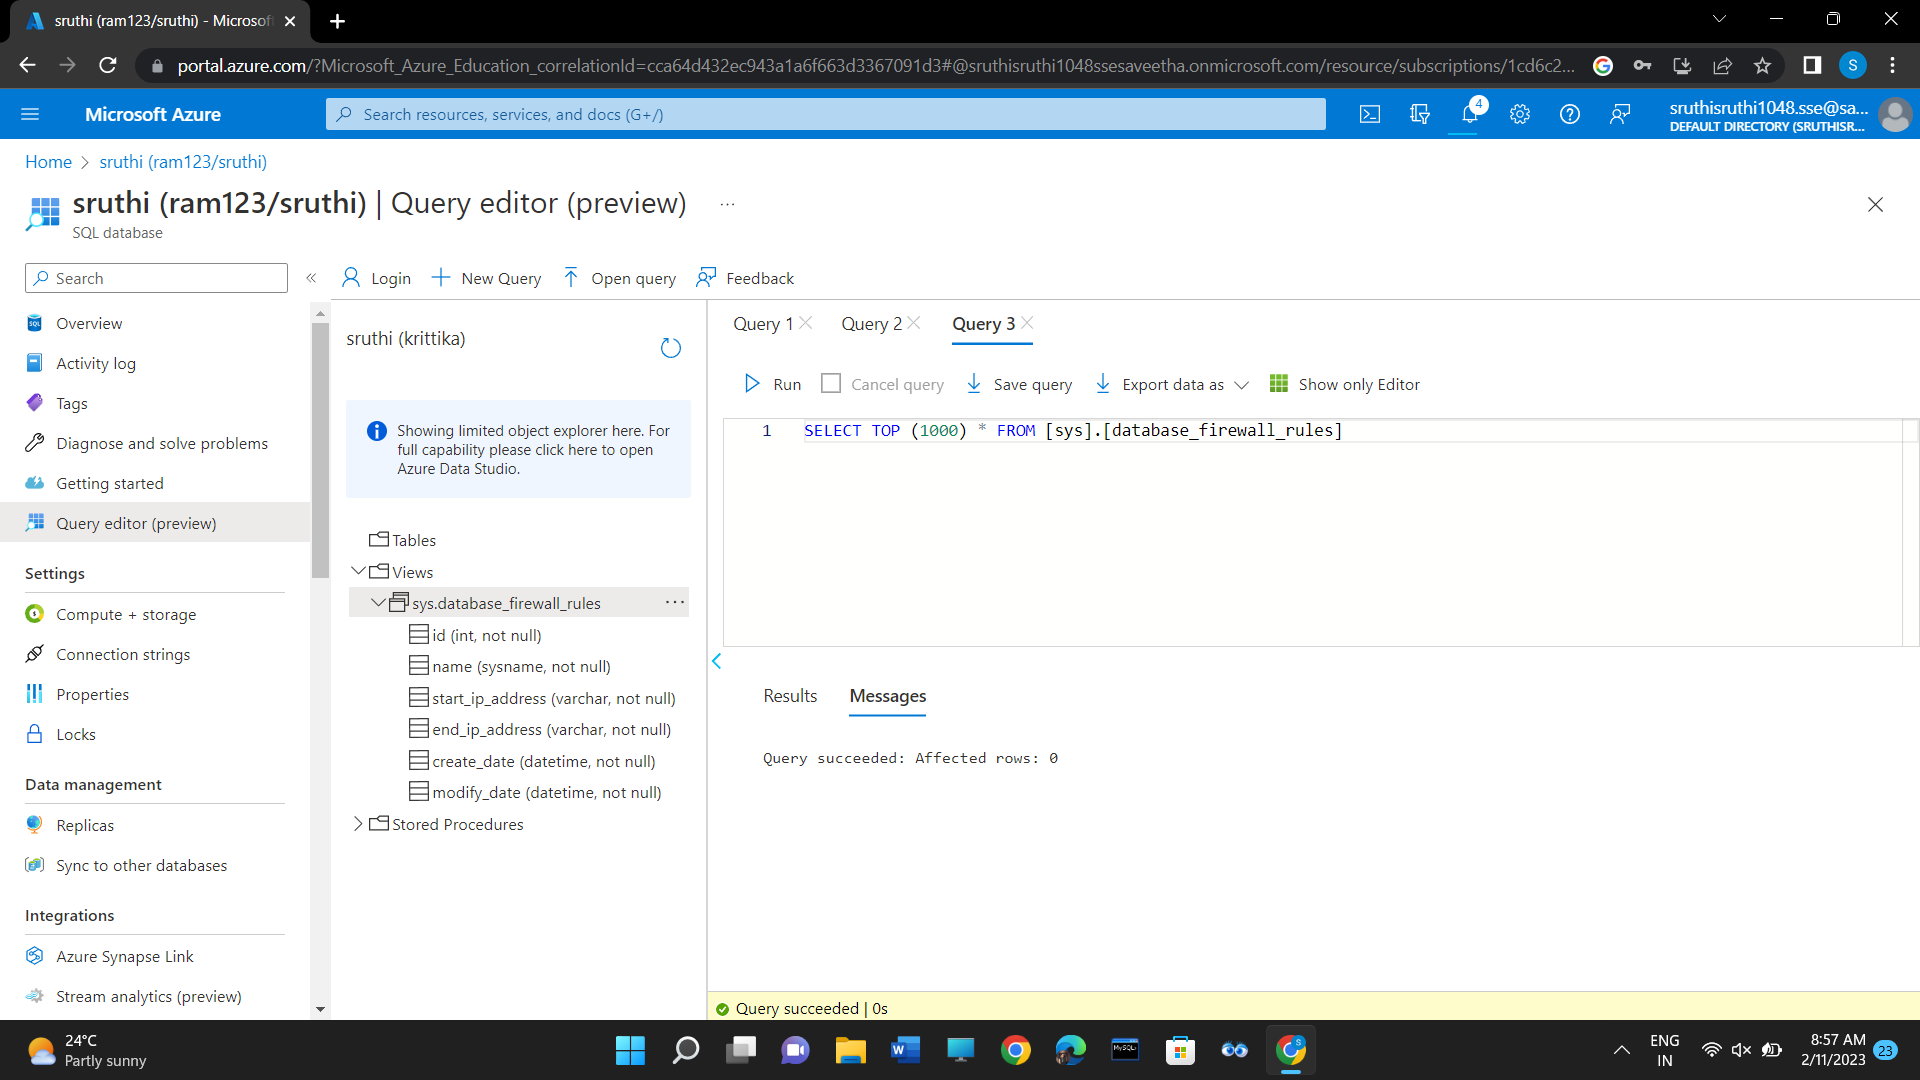 sruthi (ram123/sruthi) - Microsof
portal.azure.com/?Microsoft_Azure_Education_correlationId=cca64d432ec943a1a6f663d3367091d3#@sruthisruthi1048ssesaveetha.onmicrosoft.com/resource/subscriptions/1cd6c2...
G
S
Microsoft Azure
Search resources, services, and docs (G+/)
4
sruthisruthi1048.sse@sa...
DEFAULT DIRECTORY (SRUTHISR...
Home > sruthi (ram123/sruthi)
sruthi (ram123/sruthi) | Query editor (preview) ...
SQL database
Search
«
Login
New Query
Open query
Feedback
Overview
Activity log
Tags
Diagnose and solve problems
Getting started
Query editor (preview)
Settings
Compute + storage
Connection strings
Properties
Locks
Data management
Replicas
Sync to other databases
Integrations
Azure Synapse Link
Stream analytics (preview)
sruthi (krittika)
Showing limited object explorer here. For
full capability please click here to open
Azure Data Studio.
Tables
Views
sys.database_firewall_rules ...
id (int, not null)
name (sysname, not null)
start_ip_address (varchar, not null)
end_ip_address (varchar, not null)
create_date (datetime, not null)
modify_date (datetime, not null)
Stored Procedures
Query 1
Query 2
Query 3
Run
Cancel query
Save query
Export data as
Show only Editor
1 SELECT TOP (1000) * FROM [sys].[database_firewall_rules]
Results
Messages
Query succeeded: Affected rows: 0
Query succeeded | 0s
24°C
Partly sunny
W
MySQL
S
ENG
IN
8:57 AM
2/11/2023
23